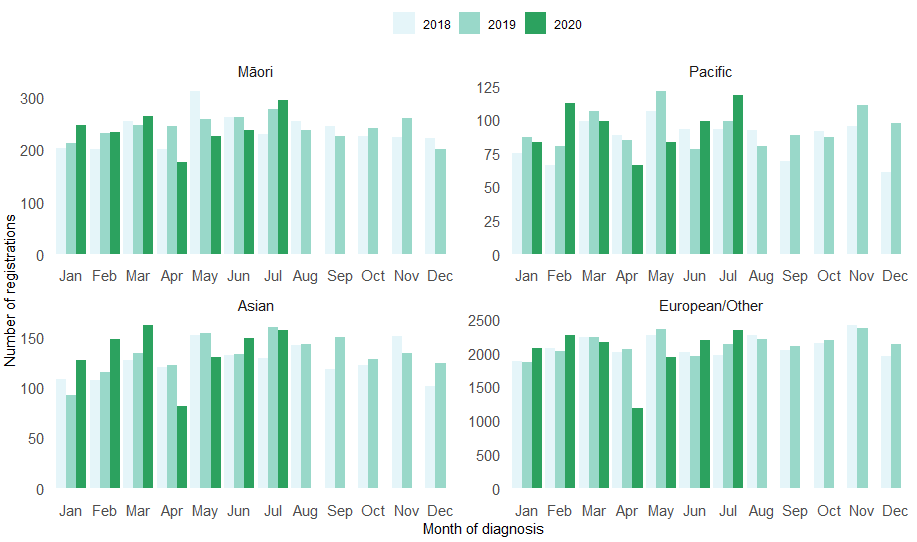 2018 2019 2020
Māori
300
200
100
0
Jan Feb Mar Apr May Jun Jul Aug Sep Oct Nov Dec
Pacific
125
100
75
50
25
0
Jan Feb Mar Apr May Jun Jul Aug Sep Oct Nov Dec
Number of registrations
Asian
150
100
50
0
Jan Feb Mar Apr May Jun Jul Aug Sep Oct Nov Dec
European/Other
2500
2000
1500
1000
500
0
Jan Feb Mar Apr May Jun Jul Aug Sep Oct Nov Dec
Month of diagnosis